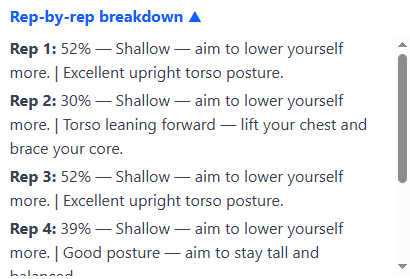 Rep-by-rep breakdown ▲
Rep 1: 52% — Shallow — aim to lower yourself
more. | Excellent upright torso posture.
Rep 2: 30% — Shallow — aim to lower yourself
more. | Torso leaning forward — lift your chest and
brace your core.
Rep 3: 52% — Shallow — aim to lower yourself
more. | Excellent upright torso posture.
Rep 4: 39% — Shallow — aim to lower yourself
more. | Good posture — aim to stay tall and
balanced